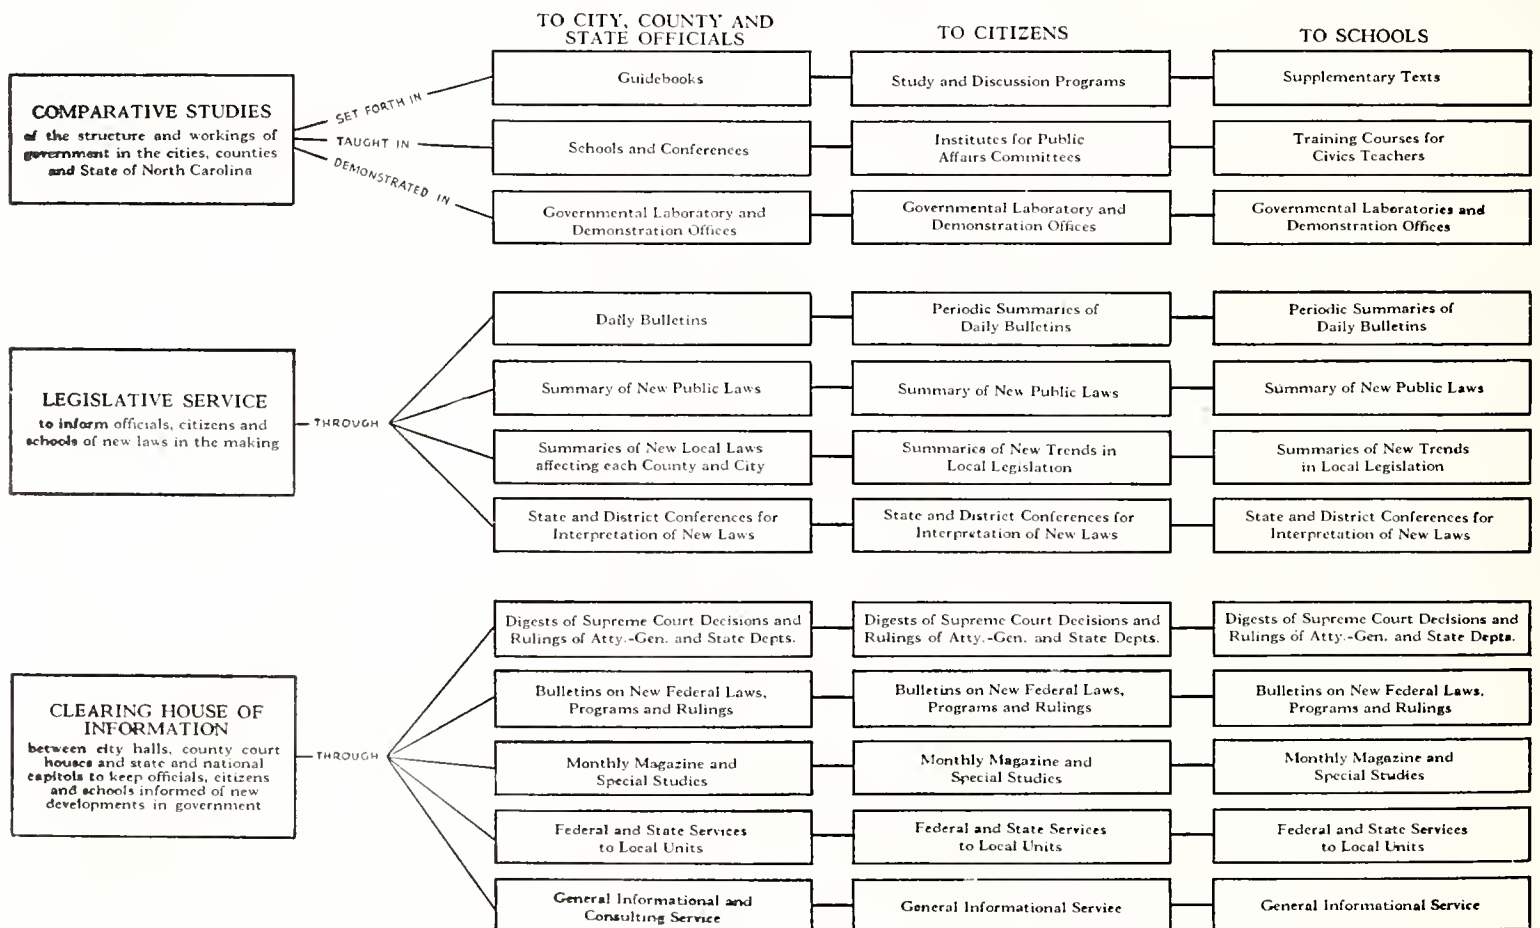 TO CITY, COUNTY AND
STATE OFFICIALS
TO CITIZENS
TO SCHOOLS
COMPARATIVE STUDIES
of the structure and workings of
government in the cities, counties
and State of North Carolina
SET FORTH IN
TAUGHT IN
DEMONSTRATED IN
Guidebooks
Study and Discussion Programs
Supplementary Texts
Schools and Conferences
Institutes for Public
Affairs Committees
Training Courses for
Civics Teachers
Governmental Laboratory and
Demonstration Offices
Governmental Laboratory and
Demonstration Offices
Governmental Laboratories and
Demonstration Offices
LEGISLATIVE SERVICE
to inform officials, citizens and
schools of new laws in the making
THROUGH
Daily Bulletins
Periodic Summaries of
Daily Bulletins
Periodic Summaries of
Daily Bulletins
Summary of New Public Laws
Summary of New Public Laws
Summary of New Public Laws
Summaries of New Local Laws
affecting each County and City
Summaries of New Trends in
Local Legislation
Summaries of New Trends
in Local Legislation
State and District Conferences for
Interpretation of New Laws
State and District Conferences for
Interpretation of New Laws
State and District Conferences for
Interpretation of New Laws
CLEARING HOUSE OF
INFORMATION
between city halls, county court
houses and state and national
capitols to keep officials, citizens
and schools informed of new
developments in government
THROUGH
Digests of Supreme Court Decisions and
Rulings of Atty.-Gen. and State Depts.
Digests of Supreme Court Decisions and
Rulings of Atty.-Gen. and State Depts.
Digests of Supreme Court Decisions and
Rulings of Atty.-Gen. and State Depts.
Bulletins on New Federal Laws,
Programs and Rulings
Bulletins on New Federal Laws,
Programs and Rulings
Bulletins on New Federal Laws,
Programs and Rulings
Monthly Magazine and
Special Studies
Monthly Magazine and
Special Studies
Monthly Magazine and
Special Studies
Federal and State Services
to Local Units
Federal and State Services
to Local Units
Federal and State Services
to Local Units
General Informational and
Consulting Service
General Informational Service
General Informational Service